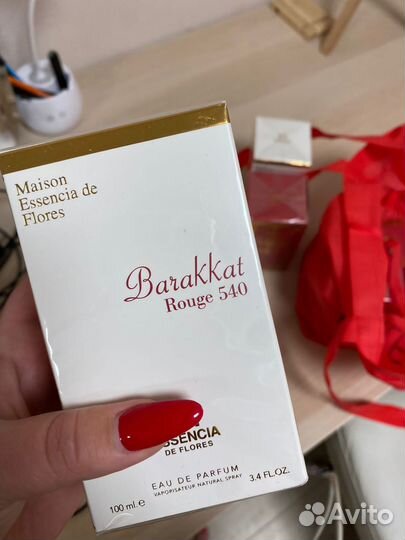 Maison
Essencia de
Flores
Barakkat
Rouge 540
ESSENCIA
DE FLORES
EAU DE PARFUM
VAPORISATEUR NATURAL SPRAY
100 ml e
3.4 FL.OZ.
Avito